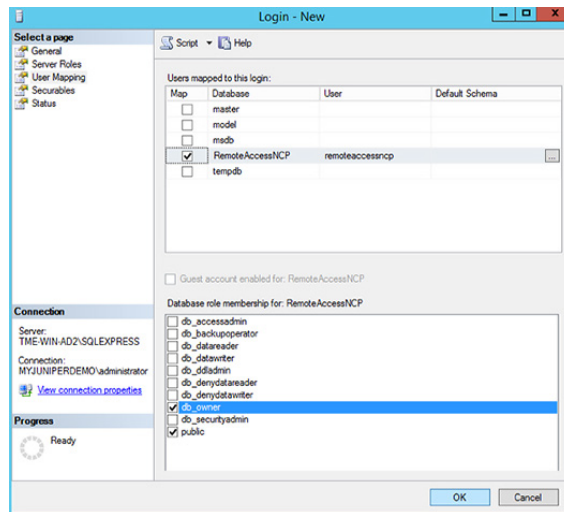 Login - New
Select a page
General
Server Roles
User Mapping
Securables
Status
Script
Help
Users mapped to this login:
Map Database User Default Schema
master
model
msdb
RemoteAccessNCP remoteaccessncp ...
tempdb
Guest account enabled for: RemoteAccessNCP
Database role membership for: RemoteAccessNCP
db_accessadmin
db_backupoperator
db_datareader
db_datawriter
db_ddladmin
db_denydatareader
db_denydatawriter
db_owner
db_securityadmin
public
Connection
Server:
TME-WIN-AD2\SQLEXPRESS
Connection:
MYJUNIPERDEMO\administrator
View connection properties
Progress
Ready
OK Cancel